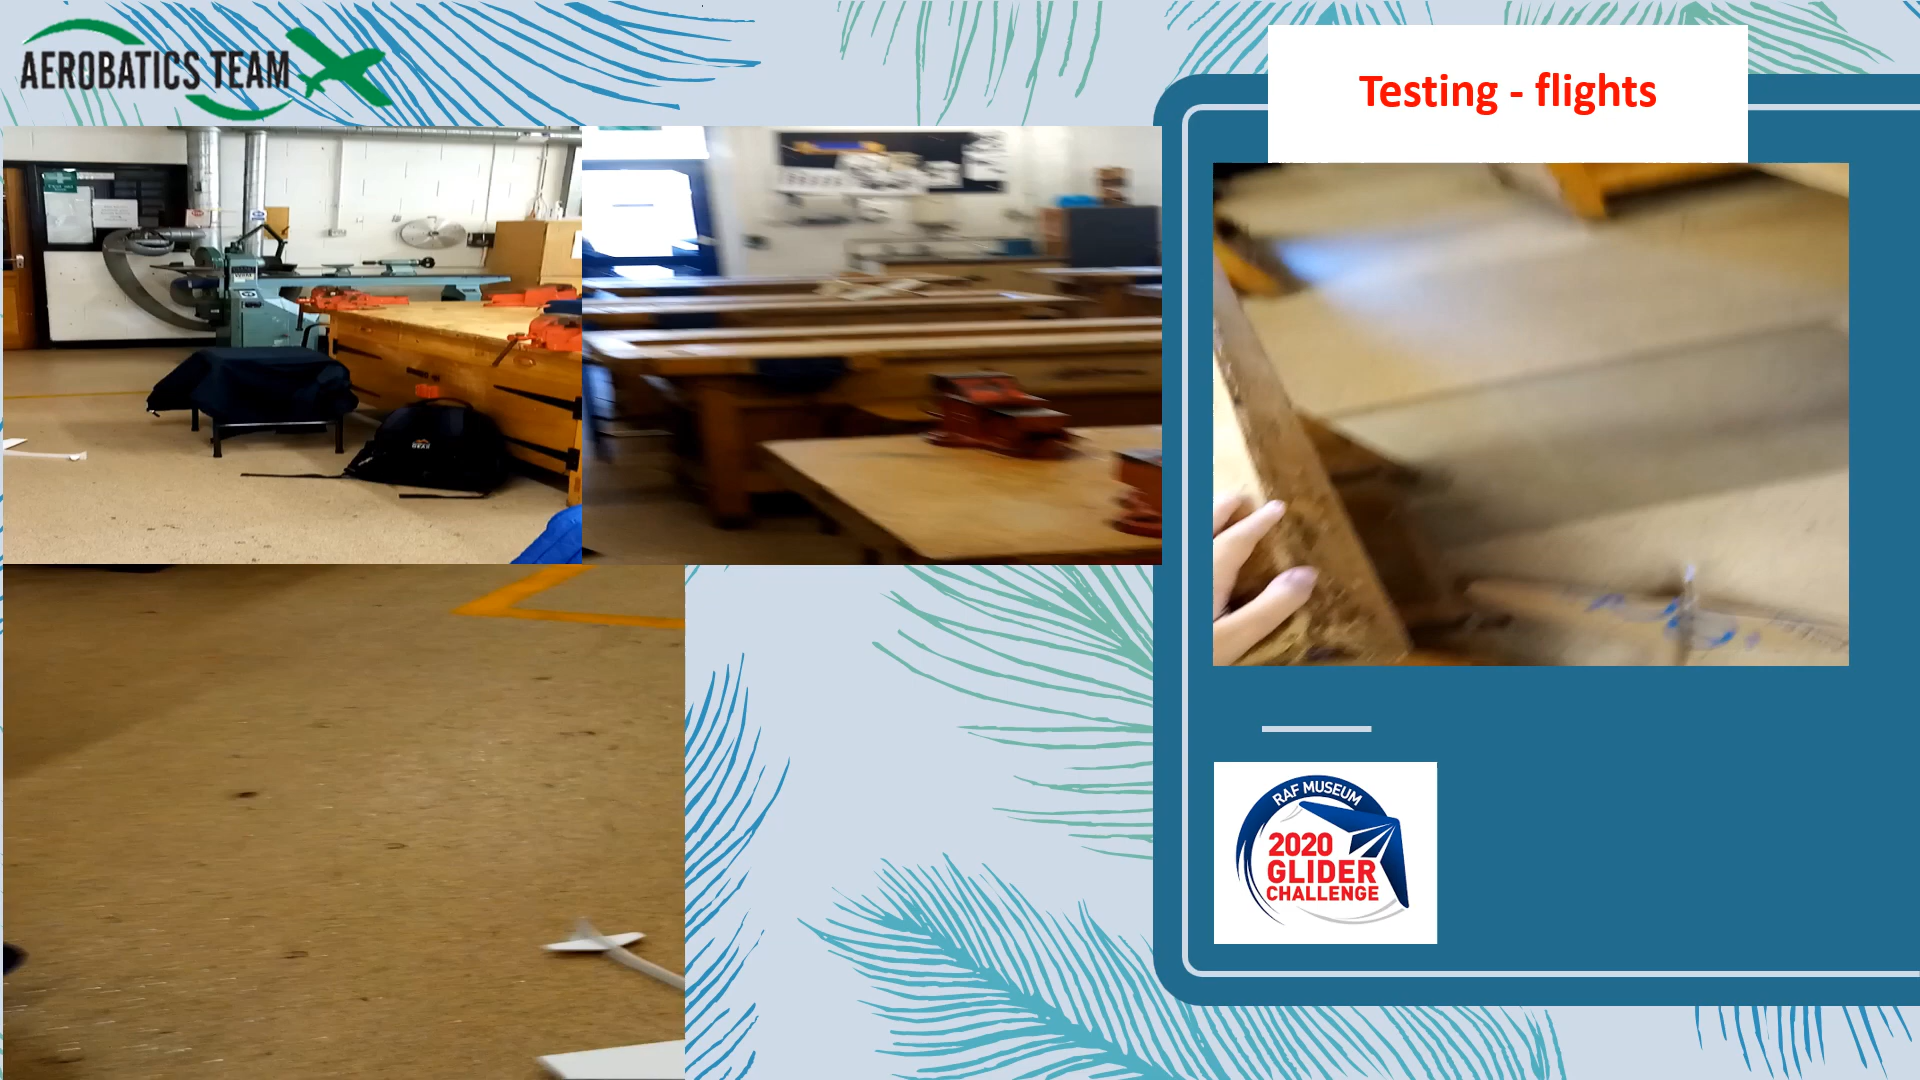 AEROBATICS TEAM
Testing - flights
RAF MUSEUM
2020
GLIDER
CHALLENGE